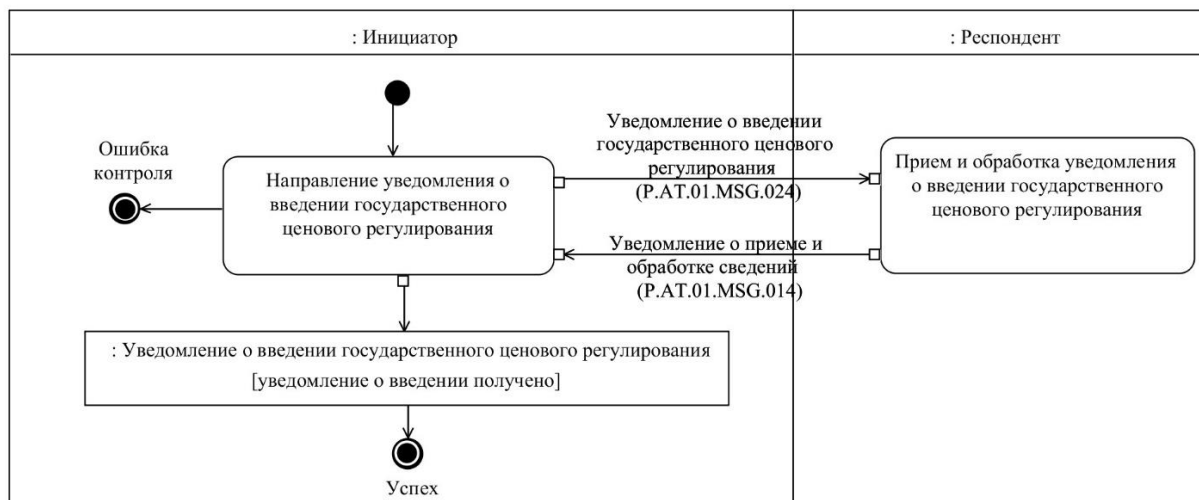 : Инициатор
: Респондент
Ошибка
контроля
Направление уведомления о
введении государственного
ценового регулирования
Уведомление о введении
государственного ценового
регулирования
(P.AT.01.MSG.024)
Прием и обработка уведомления
о введении государственного
ценового регулирования
Уведомление о приеме и
обработке сведений
(P.AT.01.MSG.014)
: Уведомление о введении государственного ценового регулирования
[уведомление о введении получено]
Успех